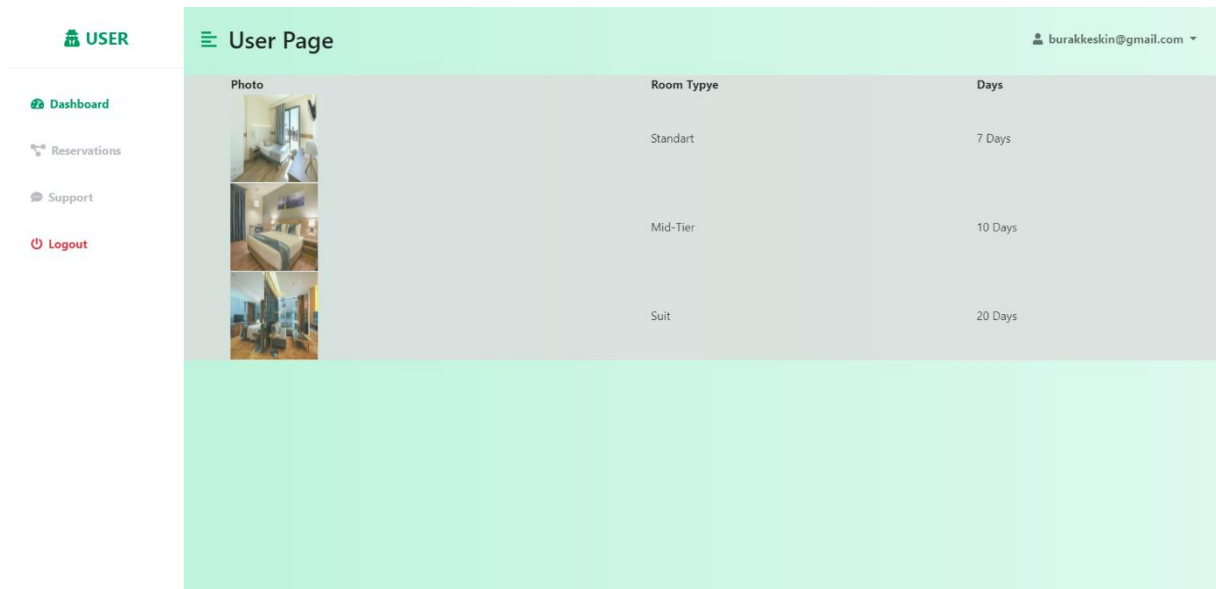 USER
User Page
burakkeskin@gmail.com
Dashboard
Reservations
Support
Logout
Photo Room Typye Days
Standart 7 Days
Mid-Tier 10 Days
Suit 20 Days